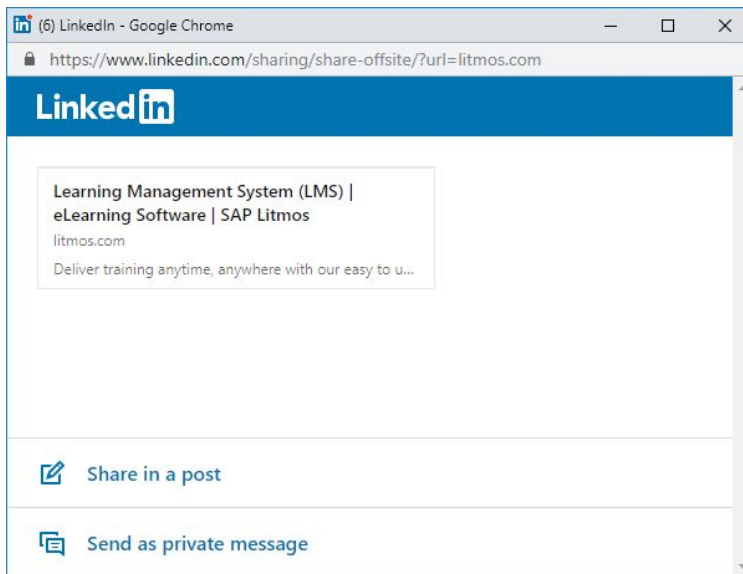 in (6) LinkedIn - Google Chrome
https://www.linkedin.com/sharing/share-offsite/?url=litmos.com
Linked in
Learning Management System (LMS) |
eLearning Software | SAP Litmos
litmos.com
Deliver training anytime, anywhere with our easy to u...
Share in a post
Send as private message